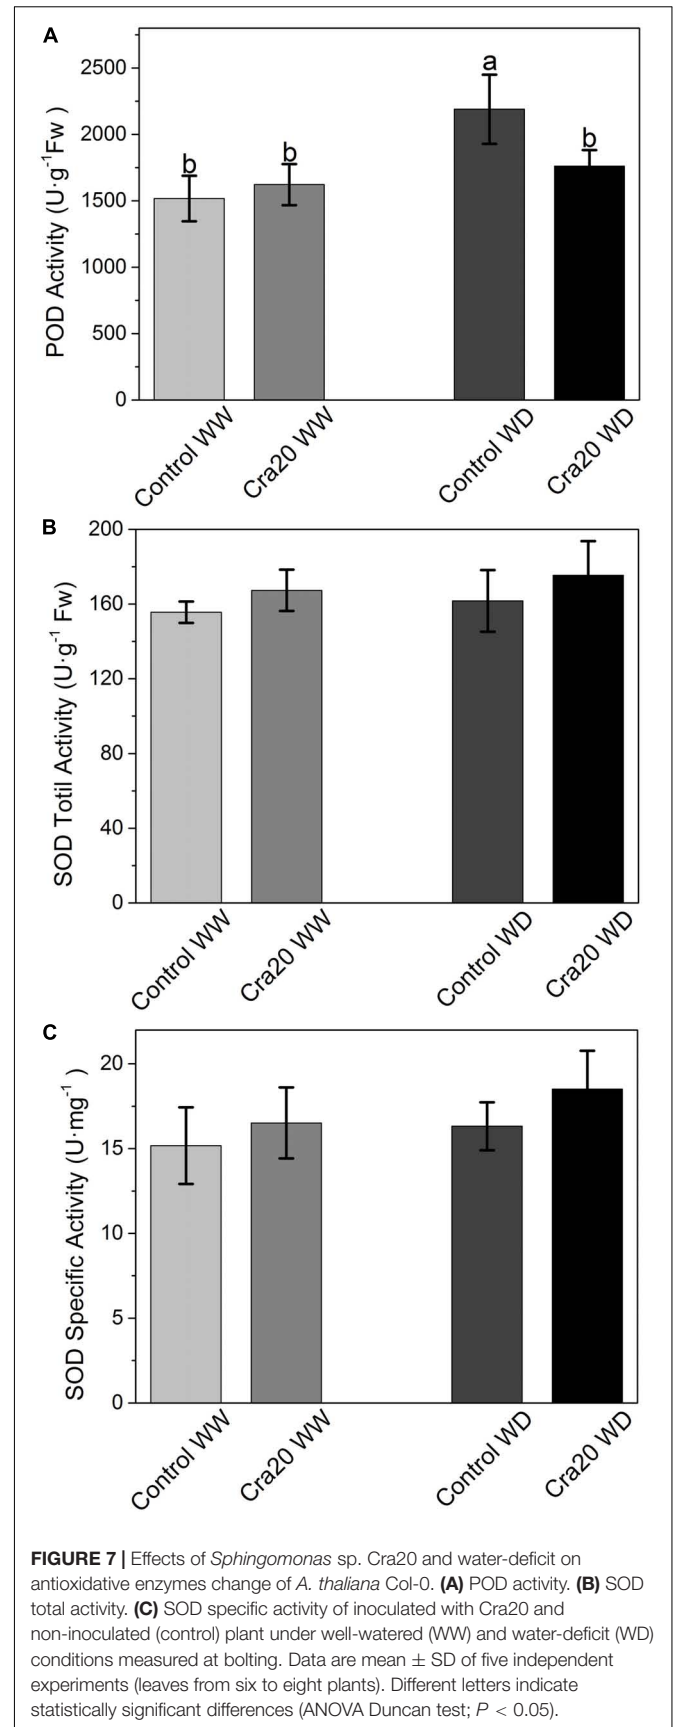 A
POD Activity (U·g⁻¹Fw )
2500
2000
1500
1000
500
0
b
b
a
b
Control WW
Cra20 WW
Control WD
Cra20 WD
B
SOD Totil Activity (U·g⁻¹ Fw)
200
160
120
80
40
0
Control WW
Cra20 WW
Control WD
Cra20 WD
C
SOD Specific Activity (U·mg⁻¹ )
20
15
10
5
0
Control WW
Cra20 WW
Control WD
Cra20 WD
FIGURE 7 | Effects of Sphingomonas sp. Cra20 and water-deficit on
antioxidative enzymes change of A. thaliana Col-0. (A) POD activity. (B) SOD
total activity. (C) SOD specific activity of inoculated with Cra20 and
non-inoculated (control) plant under well-watered (WW) and water-deficit (WD)
conditions measured at bolting. Data are mean ± SD of five independent
experiments (leaves from six to eight plants). Different letters indicate
statistically significant differences (ANOVA Duncan test; P < 0.05).